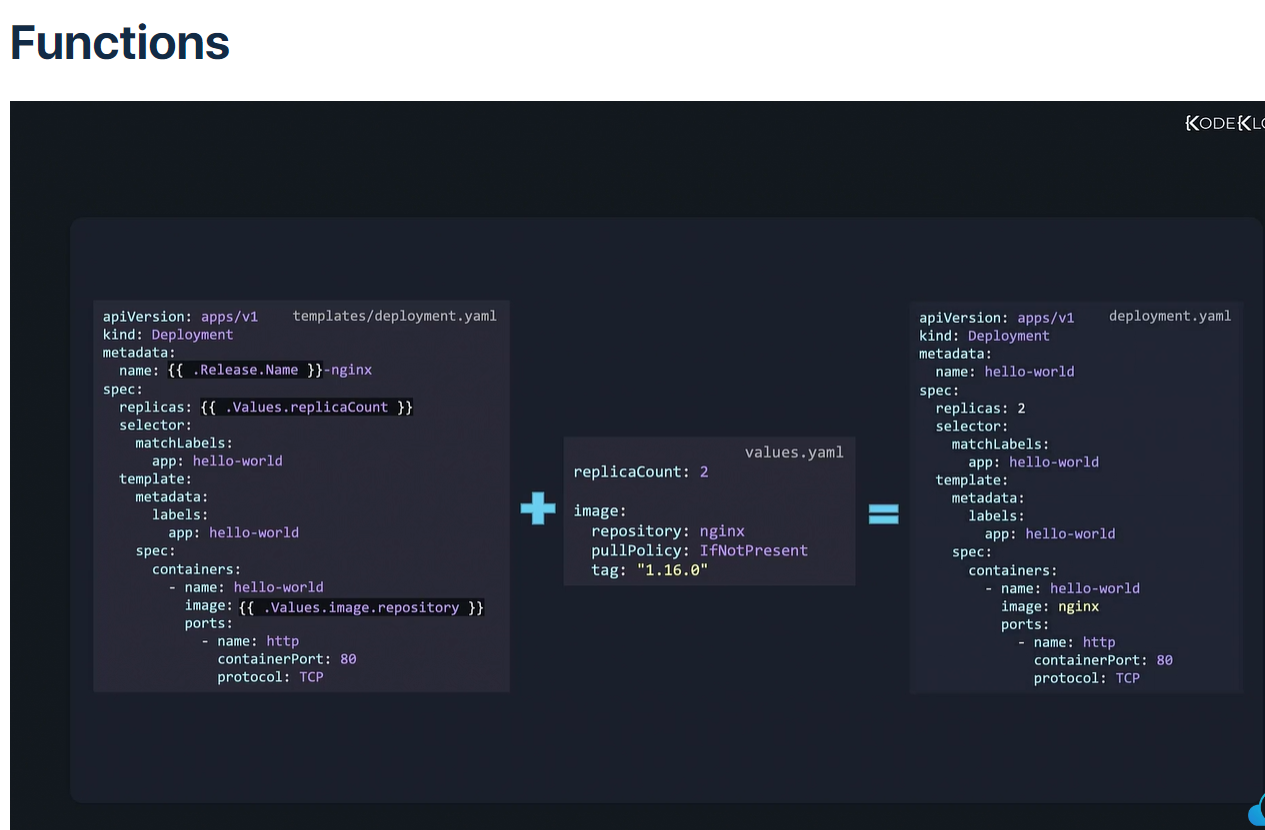 Functions
{KODE{KLO
apiVersion: apps/v1 templates/deployment.yaml
kind: Deployment
metadata:
  name: {{ .Release.Name }}-nginx
spec:
  replicas: {{ .Values.replicaCount }}
  selector:
    matchLabels:
      app: hello-world
  template:
    metadata:
      labels:
        app: hello-world
    spec:
      containers:
        - name: hello-world
          image: {{ .Values.image.repository }}
          ports:
            - name: http
              containerPort: 80
              protocol: TCP
values.yaml
replicaCount: 2
image:
  repository: nginx
  pullPolicy: IfNotPresent
  tag: "1.16.0"
apiVersion: apps/v1 deployment.yaml
kind: Deployment
metadata:
  name: hello-world
spec:
  replicas: 2
  selector:
    matchLabels:
      app: hello-world
  template:
    metadata:
      labels:
        app: hello-world
    spec:
      containers:
        - name: hello-world
          image: nginx
          ports:
            - name: http
              containerPort: 80
              protocol: TCP